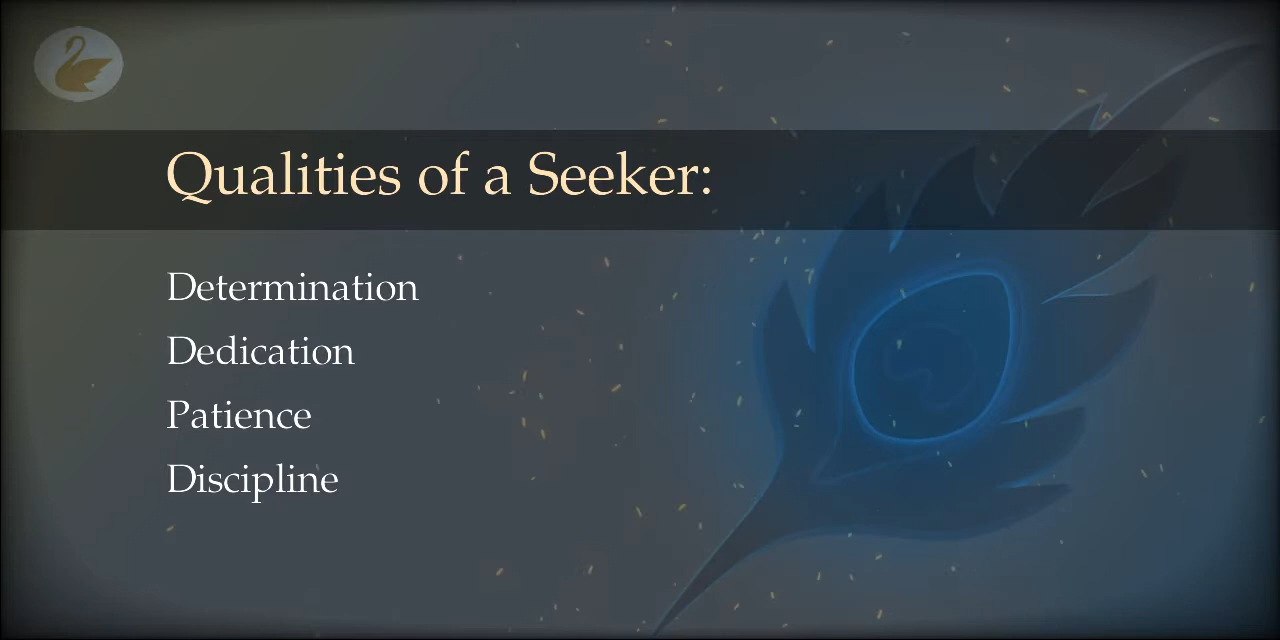 Qualities of a Seeker:
Determination
Dedication
Patience
Discipline